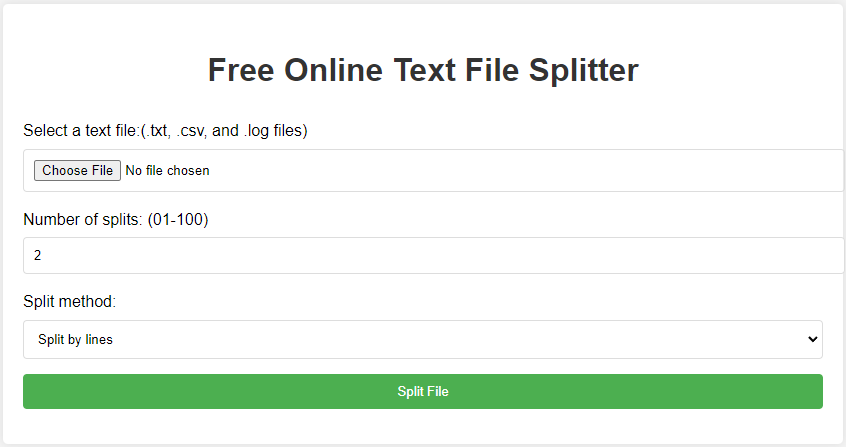 Free Online Text File Splitter
Select a text file:(.txt, .csv, and .log files)
Choose File No file chosen
Number of splits: (01-100)
2
Split method:
Split by lines
Split File